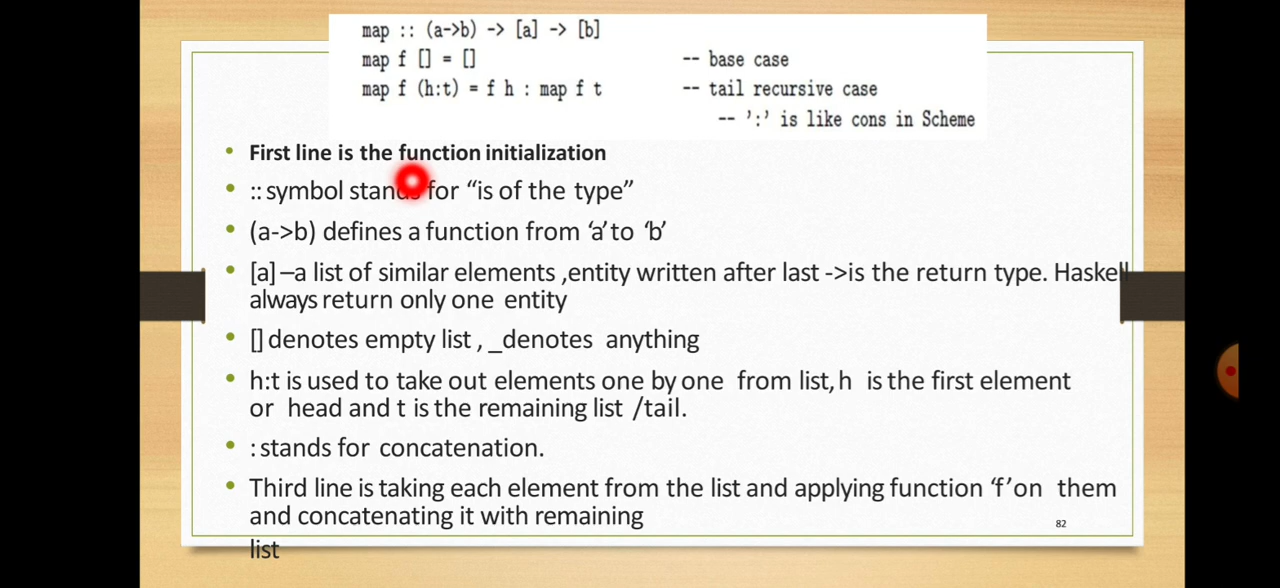 map :: (a->b) -> [a] -> [b]
map f [] = [] -- base case
map f (h:t) = f h : map f t -- tail recursive case
-- ’:’ is like cons in Scheme
• First line is the function initialization
• :: symbol stands for “is of the type”
• (a->b) defines a function from ‘a’to ‘b’
• [a]–a list of similar elements ,entity written after last ->is the return type. Haskell
always return only one entity
• [] denotes empty list , _denotes anything
• h:t is used to take out elements one by one from list, h is the first element
or head and t is the remaining list /tail.
• : stands for concatenation.
• Third line is taking each element from the list and applying function ‘f’on them
and concatenating it with remaining
list
82